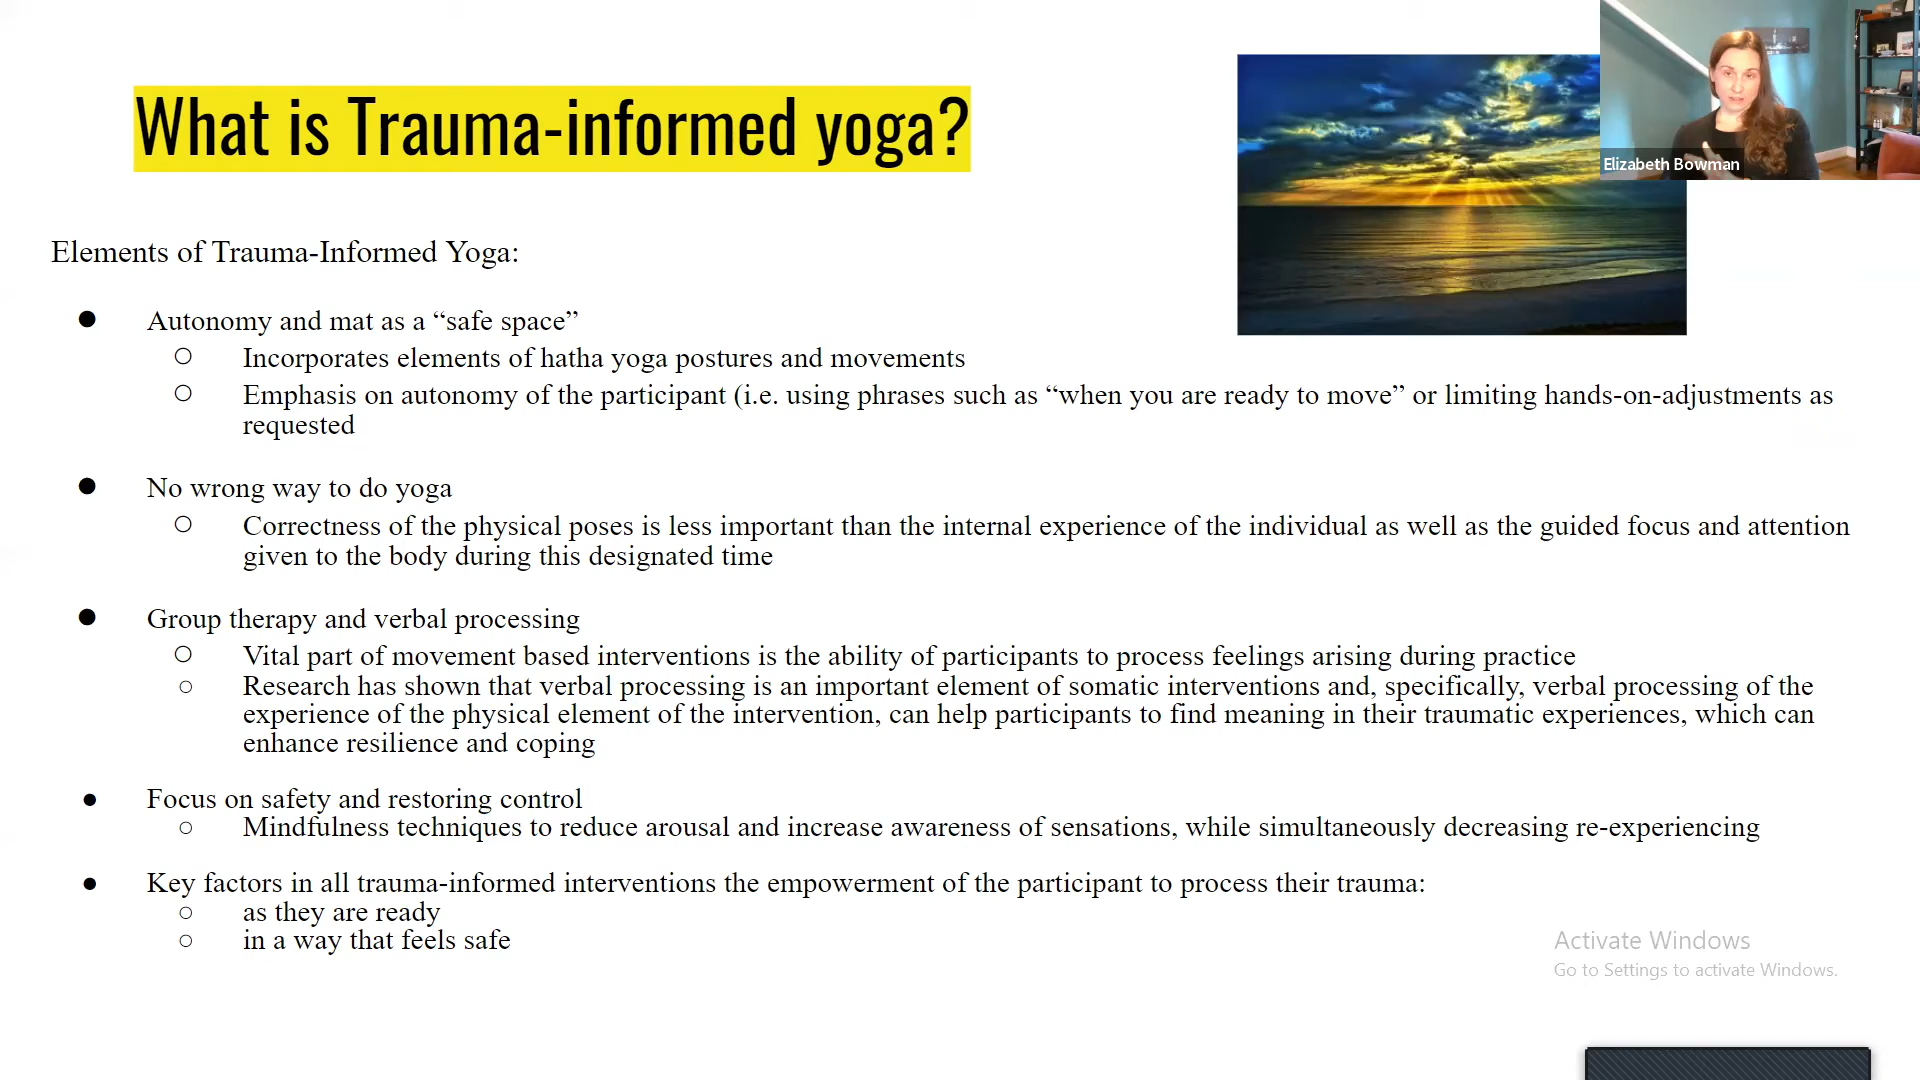 What is Trauma-informed yoga?
Elizabeth Bowman
Elements of Trauma-Informed Yoga:
● Autonomy and mat as a “safe space”
○ Incorporates elements of hatha yoga postures and movements
○ Emphasis on autonomy of the participant (i.e. using phrases such as “when you are ready to move” or limiting hands-on-adjustments as
requested
● No wrong way to do yoga
○ Correctness of the physical poses is less important than the internal experience of the individual as well as the guided focus and attention
given to the body during this designated time
● Group therapy and verbal processing
○ Vital part of movement based interventions is the ability of participants to process feelings arising during practice
○ Research has shown that verbal processing is an important element of somatic interventions and, specifically, verbal processing of the
experience of the physical element of the intervention, can help participants to find meaning in their traumatic experiences, which can
enhance resilience and coping
● Focus on safety and restoring control
○ Mindfulness techniques to reduce arousal and increase awareness of sensations, while simultaneously decreasing re-experiencing
● Key factors in all trauma-informed interventions the empowerment of the participant to process their trauma:
○ as they are ready
○ in a way that feels safe
Activate Windows
Go to Settings to activate Windows.